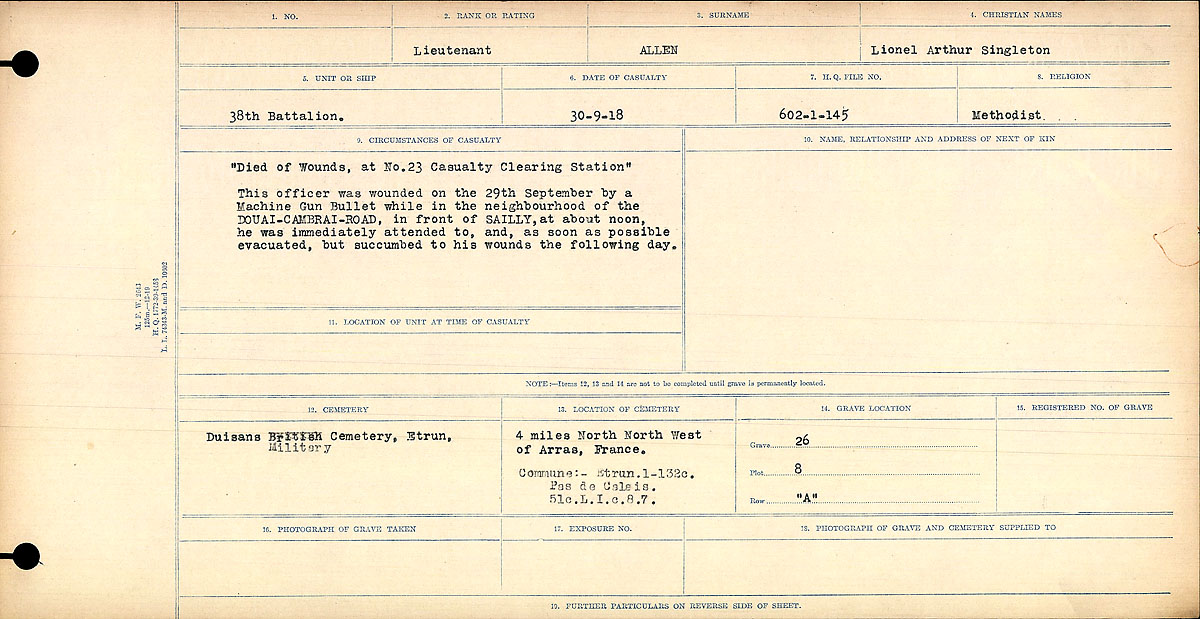 1. NO.
2. RANK OR RATING
3. SURNAME
4. CHRISTIAN NAMES
Lieutenant
ALLEN
Lionel Arthur Singleton
5. UNIT OR SHIP
6. DATE OF CASUALTY
7. H.Q. FILE NO.
8. RELIGION
38th Battalion.
30-9-18
602-1-145
Methodist
9. CIRCUMSTANCES OF CASUALTY
"Died of Wounds, at No.23 Casualty Clearing Station"
This officer was wounded on the 29th September by a
Machine Gun Bullet while in the neighbourhood of the
DOUAI-CAMBRAI-ROAD, in front of SAILLY, at about noon,
he was immediately attended to, and, as soon as possible
evacuated, but succumbed to his wounds the following day.
10. NAME, RELATIONSHIP AND ADDRESS OF NEXT OF KIN
11. LOCATION OF UNIT AT TIME OF CASUALTY
M. F. W. 2643
125m.—12-19
H. Q. 1772-39-1453
NOTE:—Items 12, 13 and 14 are not to be completed until grave is permanently located.
12. CEMETERY
13. LOCATION OF CEMETERY
14. GRAVE LOCATION
15. REGISTERED NO. OF GRAVE
Duisans British Cemetery, Etrun,
Military
4 miles North North West
of Arras, France.
Commune:- Etrun.1-132c.
Pas de Calais.
51c.L.I.c.8.7.
Grave 26
Plot 8
Row "A"
16. PHOTOGRAPH OF GRAVE TAKEN
17. EXPOSURE NO.
18. PHOTOGRAPH OF GRAVE AND CEMETERY SUPPLIED TO
19. FURTHER PARTICULARS ON REVERSE SIDE OF SHEET.